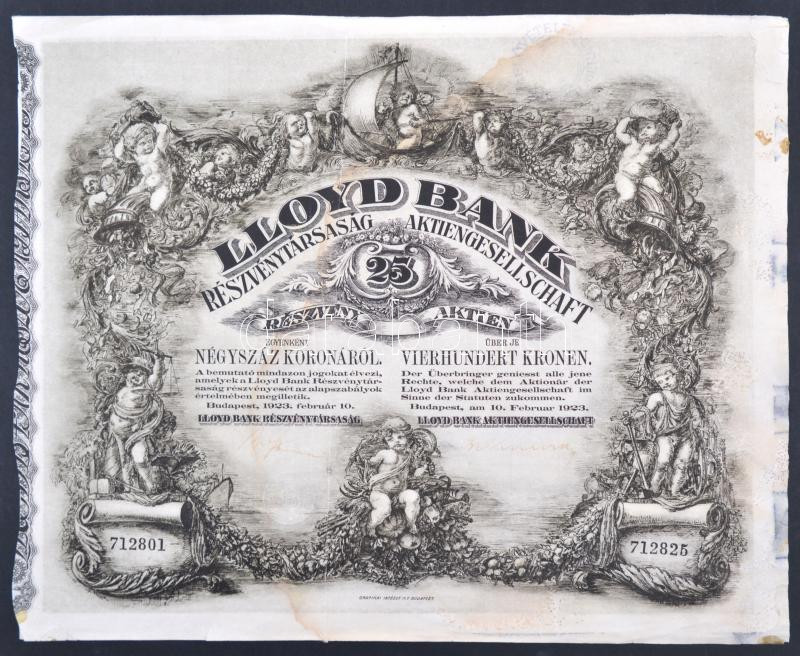 LLOYD BANK
RÉSZVÉNYTÁRSASÁG AKTIENGESELLSCHAFT
25
RÉSZVÉNY AKTIEN
EGYENKÉNT
NÉGYSZÁZ KORONÁRÓL.
A bemutató mindazon jogokat élvezi,
amelyek a Lloyd Bank Részvénytár-
saság részvényesét az alapszabályok
értelmében megilletik.
Budapest, 1923. február 10.
LLOYD BANK RÉSZVÉNYTÁRSASÁG
ÜBER JE
VIERHUNDERT KRONEN.
Der Überbringer geniesst alle jene
Rechte, welche dem Aktionär der
Lloyd Bank Aktiengesellschaft im
Sinne der Statuten zukommen.
Budapest, am 10. Februar 1923.
LLOYD BANK AKTIENGESELLSCHAFT
712801
712825
GRAFIKAI INTÉZET R.T. BUDAPEST